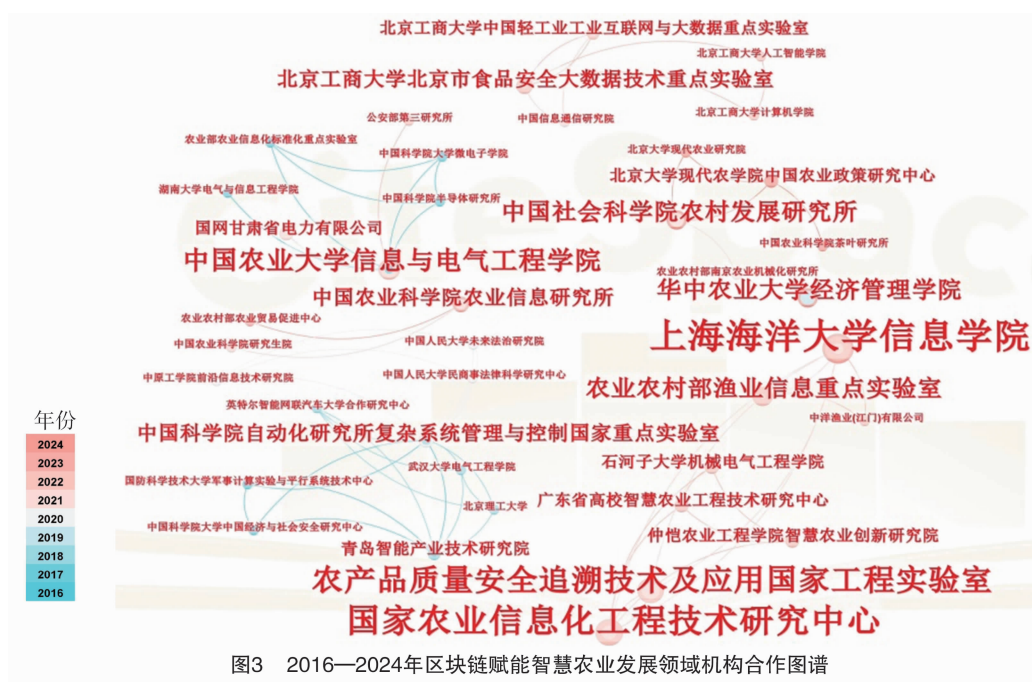 北京工商大学中国轻工业工业互联网与大数据重点实验室
北京工商大学人工智能学院
北京工商大学北京市食品安全大数据技术重点实验室
公安部第三研究所
中国信息通信研究院
北京工商大学计算机学院
农业部农业信息化标准化重点实验室
中国科学院大学微电子学院
北京大学现代农业研究院
北京大学现代农学院中国农业政策研究中心
湖南大学电气与信息工程学院
中国科学院半导体研究所
中国社会科学院农村发展研究所
国网甘肃省电力有限公司
中国农业科学院茶叶研究所
中国农业大学信息与电气工程学院
农业农村部南京农业机械化研究所
中国农业科学院农业信息研究所
华中农业大学经济管理学院
农业农村部农业贸易促进中心
上海海洋大学信息学院
中国农业科学院研究生院
中国人民大学未来法治研究院
中原工学院前沿信息技术研究院
中国人民大学民商事法律科学研究中心
农业农村部渔业信息重点实验室
英特尔智能网联汽车大学合作研究中心
中洋渔业(江门)有限公司
中国科学院自动化研究所复杂系统管理与控制国家重点实验室
武汉大学电气工程学院
石河子大学机械电气工程学院
国防科学技术大学军事计算实验与平行系统技术中心
北京理工大学
广东省高校智慧农业工程技术研究中心
中国科学院大学中国经济与社会安全研究中心
仲恺农业工程学院智慧农业创新研究院
青岛智能产业技术研究院
农产品质量安全追溯技术及应用国家工程实验室
国家农业信息化工程技术研究中心
年份
2024
2023
2022
2021
2020
2019
2018
2017
2016
CiteSpac
图3 2016—2024年区块链赋能智慧农业发展领域机构合作图谱